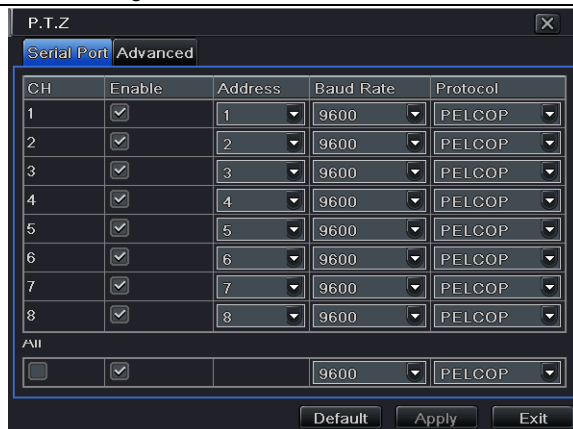 P.T.Z
Serial Port Advanced
CH Enable Address Baud Rate Protocol
1 1 9600 PELCOP
2 2 9600 PELCOP
3 3 9600 PELCOP
4 4 9600 PELCOP
5 5 9600 PELCOP
6 6 9600 PELCOP
7 7 9600 PELCOP
8 8 9600 PELCOP
All
9600 PELCOP
Default Apply Exit